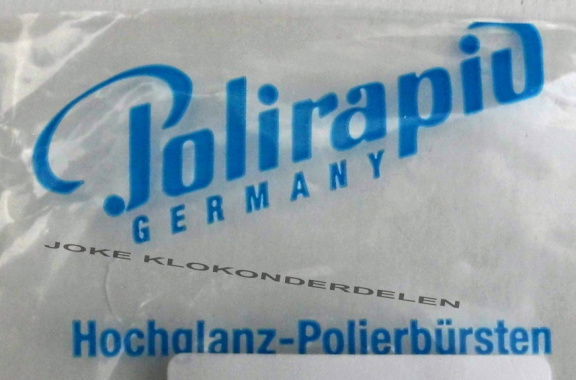 Polirapid
GERMANY
JOKE KLOKONDERDELEN
Hochglanz-Polierbürsten